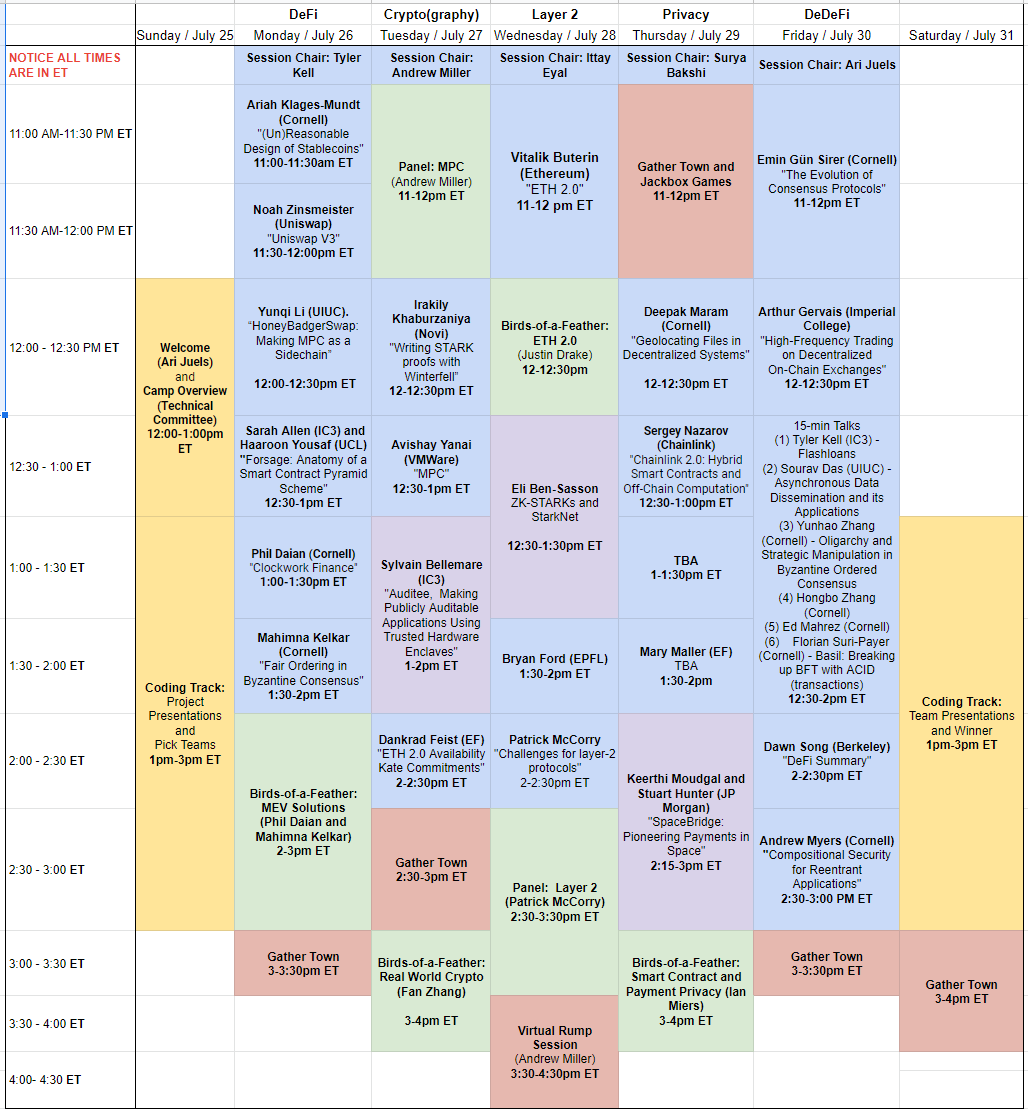 DeFi
Crypto(graphy)
Layer 2
Privacy
DeDeFi
Sunday / July 25
Monday / July 26
Tuesday / July 27
Wednesday / July 28
Thursday / July 29
Friday / July 30
Saturday / July 31
NOTICE ALL TIMES
ARE IN ET
Session Chair: Tyler
Kell
Session Chair:
Andrew Miller
Session Chair: Ittay
Eyal
Session Chair: Surya
Bakshi
Session Chair: Ari Juels
11:00 AM-11:30 PM ET
Ariah Klages-Mundt
(Cornell)
"(Un)Reasonable
Design of Stablecoins"
11:00-11:30am ET
Panel: MPC
(Andrew Miller)
11-12pm ET
Vitalik Buterin
(Ethereum)
"ETH 2.0"
11-12 pm ET
Gather Town and
Jackbox Games
11-12pm ET
Emin Gün Sirer (Cornell)
"The Evolution of
Consensus Protocols"
11-12pm ET
11:30 AM-12:00 PM ET
Noah Zinsmeister
(Uniswap)
"Uniswap V3"
11:30-12:00pm ET
12:00 - 12:30 PM ET
Welcome
(Ari Juels)
and
Camp Overview
(Technical
Committee)
12:00-1:00pm
ET
Yunqi Li (UIUC).
“HoneyBadgerSwap:
Making MPC as a
Sidechain”
12:00-12:30pm ET
Irakily
Khaburzaniya
(Novi)
"Writing STARK
proofs with
Winterfell”
12-12:30pm ET
Birds-of-a-Feather:
ETH 2.0
(Justin Drake)
12-12:30pm
Deepak Maram
(Cornell)
"Geolocating Files in
Decentralized Systems"
12-12:30pm ET
Arthur Gervais (Imperial
College)
"High-Frequency Trading
on Decentralized
On-Chain Exchanges"
12-12:30pm ET
12:30 - 1:00 ET
Sarah Allen (IC3) and
Haaroon Yousaf (UCL)
"Forsage: Anatomy of a
Smart Contract Pyramid
Scheme”
12:30-1pm ET
Avishay Yanai
(VMWare)
"MPC"
12:30-1pm ET
Eli Ben-Sasson
ZK-STARKs and
StarkNet
12:30-1:30pm ET
Sergey Nazarov
(Chainlink)
"Chainlink 2.0: Hybrid
Smart Contracts and
Off-Chain Computation"
12:30-1:00pm ET
15-min Talks
(1) Tyler Kell (IC3) -
Flashloans
(2) Sourav Das (UIUC) -
Asynchronous Data
Dissemination and its
Applications
(3) Yunhao Zhang
(Cornell) - Oligarchy and
Strategic Manipulation in
Byzantine Ordered
Consensus
(4) Hongbo Zhang
(Cornell)
(5) Ed Mahrez (Cornell)
(6) Florian Suri-Payer
(Cornell) - Basil: Breaking
up BFT with ACID
(transactions)
12:30-2pm ET
1:00 - 1:30 ET
Phil Daian (Cornell)
"Clockwork Finance"
1:00-1:30pm ET
Sylvain Bellemare
(IC3)
"Auditee, Making
Publicly Auditable
Applications Using
Trusted Hardware
Enclaves"
1-2pm ET
TBA
1-1:30pm ET
1:30 - 2:00 ET
Coding Track:
Project
Presentations
and
Pick Teams
1pm-3pm ET
Mahimna Kelkar
(Cornell)
"Fair Ordering in
Byzantine Consensus"
1:30-2pm ET
Bryan Ford (EPFL)
1:30-2pm ET
Mary Maller (EF)
TBA
1:30-2pm
Coding Track:
Team Presentations
and Winner
1pm-3pm ET
2:00 - 2:30 ET
Birds-of-a-Feather:
MEV Solutions
(Phil Daian and
Mahimna Kelkar)
2-3pm ET
Dankrad Feist (EF)
"ETH 2.0 Availability
Kate Commitments"
2-2:30pm ET
Patrick McCorry
"Challenges for layer-2
protocols"
2-2:30pm ET
Keerthi Moudgal and
Stuart Hunter (JP
Morgan)
"SpaceBridge:
Pioneering Payments in
Space"
2:15-3pm ET
Dawn Song (Berkeley)
"DeFi Summary"
2-2:30pm ET
2:30 - 3:00 ET
Gather Town
2:30-3pm ET
Panel: Layer 2
(Patrick McCorry)
2:30-3:30pm ET
Andrew Myers (Cornell)
"Compositional Security
for Reentrant
Applications"
2:30-3:00 PM ET
3:00 - 3:30 ET
Gather Town
3-3:30pm ET
Birds-of-a-Feather:
Real World Crypto
(Fan Zhang)
3-4pm ET
Birds-of-a-Feather:
Smart Contract and
Payment Privacy (Ian
Miers)
3-4pm ET
Gather Town
3-3:30pm ET
Gather Town
3-4pm ET
3:30 - 4:00 ET
Virtual Rump
Session
(Andrew Miller)
3:30-4:30pm ET
4:00- 4:30 ET